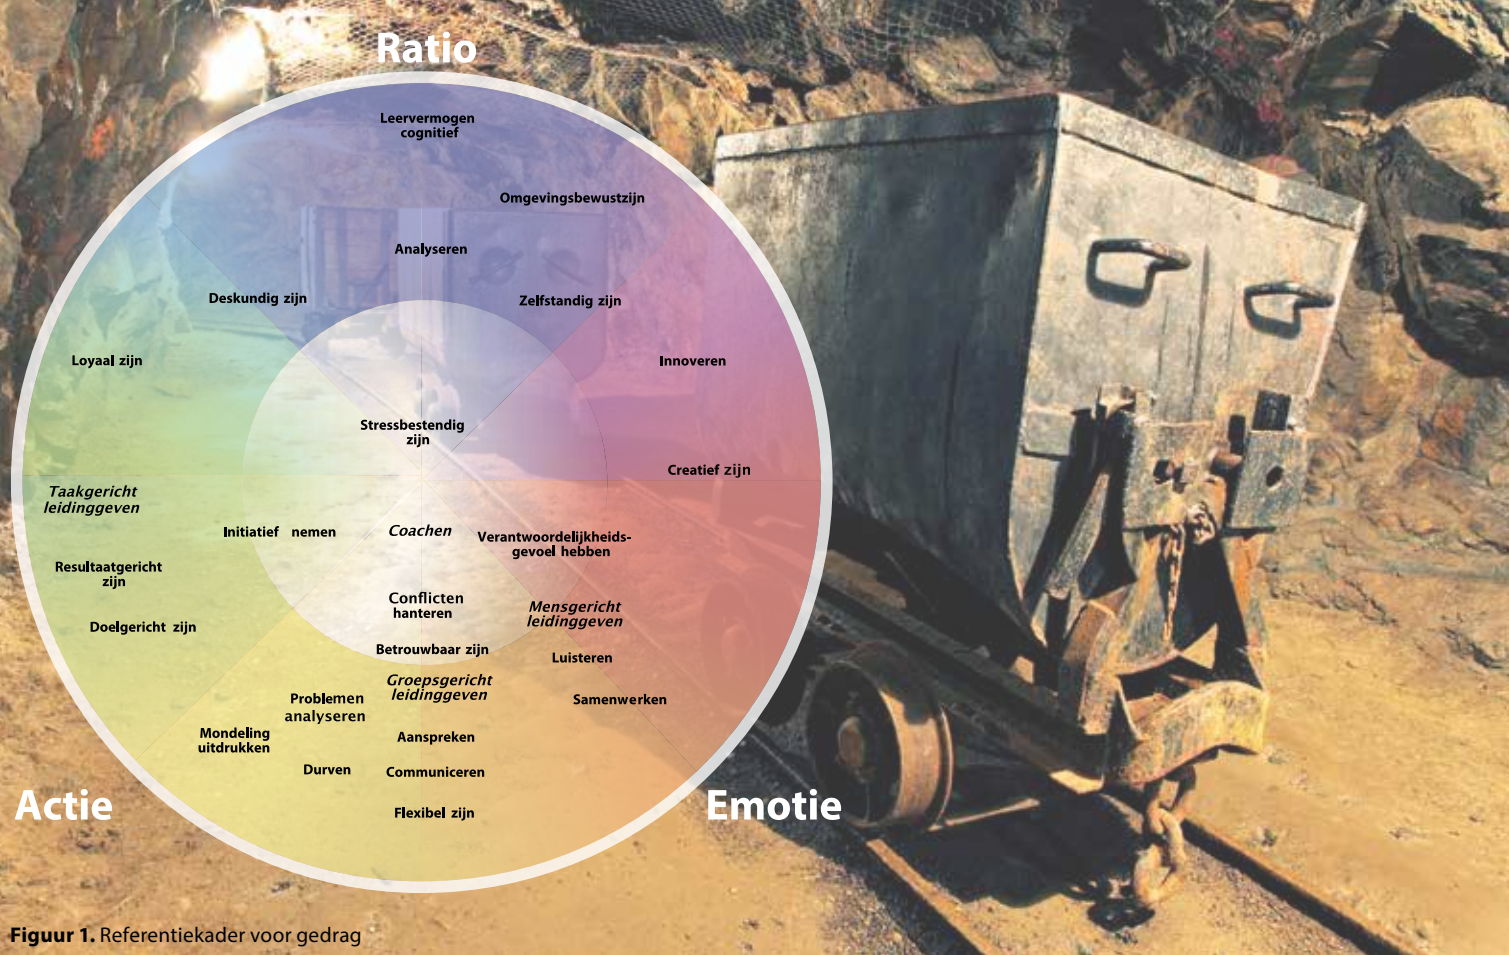 Ratio
Leervermogen
cognitief
Omgevingsbewustzijn
Analyseren
Deskundig zijn
Zelfstandig zijn
Loyaal zijn
Innoveren
Stressbestendig
zijn
Creatief zijn
Taakgericht
leidinggeven
Initiatief nemen
Coachen
Verantwoordelijkheids-
gevoel hebben
Resultaatgericht
zijn
Conflicten
hanteren
Mensgericht
leidinggeven
Doelgericht zijn
Betrouwbaar zijn
Luisteren
Groepsgericht
leidinggeven
Problemen
analyseren
Samenwerken
Mondeling
uitdrukken
Aanspreken
Durven
Communiceren
Flexibel zijn
Actie
Emotie
Figuur 1. Referentiekader voor gedrag